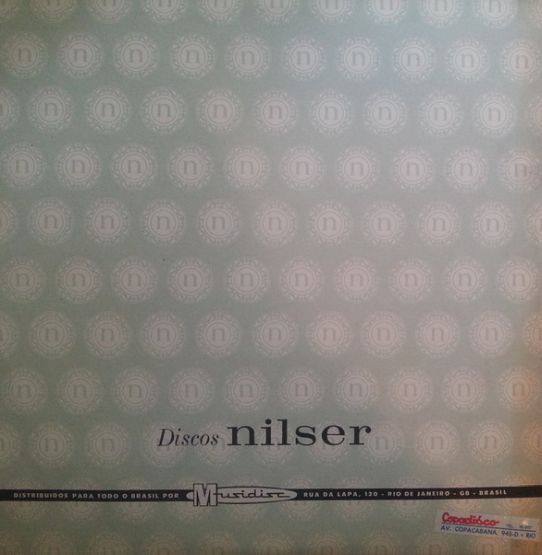 Discos nilser
DISTRIBUIDOS PARA TODO O BRASIL POR Musidisc RUA DA LAPA, 120 - RIO DE JANEIRO - GB - BRASIL
Copadisco
AV. COPACABANA, 945-D - RIO